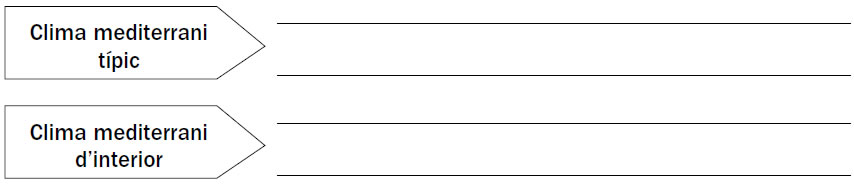 Clima mediterrani
típic
Clima mediterrani
d'interior